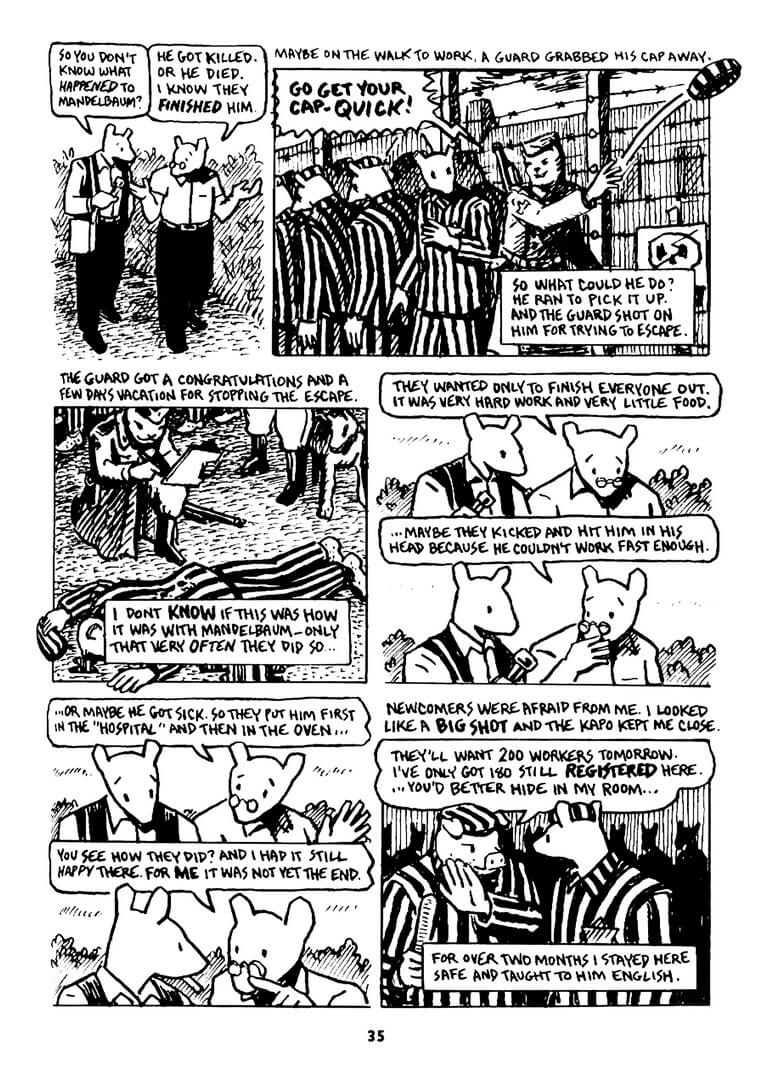 SO YOU DON'T
KNOW WHAT
HAPPENED TO
MANDELBAUM?
HE GOT KILLED.
OR HE DIED.
I KNOW THEY
FINISHED HIM.
MAYBE ON THE WALK TO WORK, A GUARD GRABBED HIS CAP AWAY.
GO GET YOUR
CAP-QUICK!
SO WHAT COULD HE DO?
HE RAN TO PICK IT UP.
AND THE GUARD SHOT ON
HIM FOR TRYING TO ESCAPE.
THE GUARD GOT A CONGRATULATIONS AND A
FEW DAYS VACATION FOR STOPPING THE ESCAPE.
I DONT KNOW IF THIS WAS HOW
IT WAS WITH MANDELBAUM-ONLY
THAT VERY OFTEN THEY DID SO...
THEY WANTED ONLY TO FINISH EVERYONE OUT.
IT WAS VERY HARD WORK AND VERY LITTLE FOOD.
...MAYBE THEY KICKED AND HIT HIM IN HIS
HEAD BECAUSE HE COULDN'T WORK FAST ENOUGH.
...OR MAYBE HE GOT SICK. SO THEY PUT HIM FIRST
IN THE "HOSPITAL" AND THEN IN THE OVEN...
YOU SEE HOW THEY DID? AND I HAD IT STILL
HAPPY THERE. FOR ME IT WAS NOT YET THE END.
NEWCOMERS WERE AFRAID FROM ME. I LOOKED
LIKE A BIG SHOT AND THE KAPO KEPT ME CLOSE.
THEY'LL WANT 200 WORKERS TOMORROW.
I'VE ONLY GOT 180 STILL REGISTERED HERE.
...YOU'D BETTER HIDE IN MY ROOM...
FOR OVER TWO MONTHS I STAYED HERE
SAFE AND TAUGHT TO HIM ENGLISH.
35